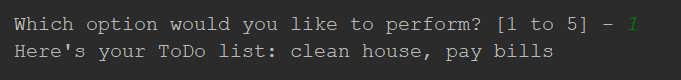 Which option would you like to perform? [1 to 5] - 1
Here's your ToDo list: clean house, pay bills